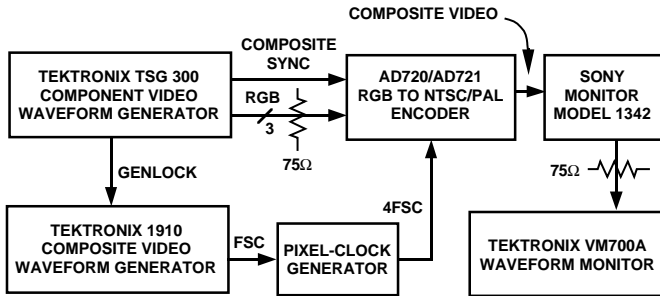 COMPOSITE VIDEO
COMPOSITE
SYNC
TEKTRONIX TSG 300
COMPONENT VIDEO
WAVEFORM GENERATOR
RGB
3
75Ω
AD720/AD721
RGB TO NTSC/PAL
ENCODER
SONY
MONITOR
MODEL 1342
GENLOCK
75Ω
4FSC
TEKTRONIX 1910
COMPOSITE VIDEO
WAVEFORM GENERATOR
FSC
PIXEL-CLOCK
GENERATOR
TEKTRONIX VM700A
WAVEFORM MONITOR